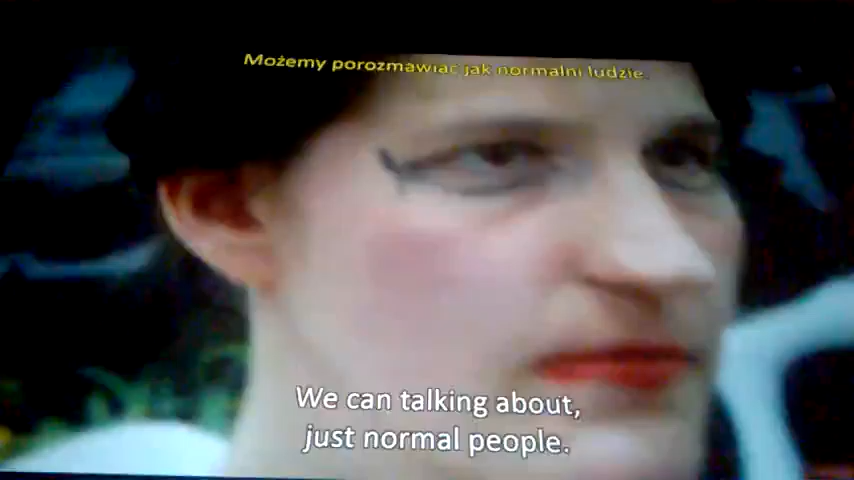 Możemy porozmawiać jak normalni ludzie.
We can talking about,
just normal people.